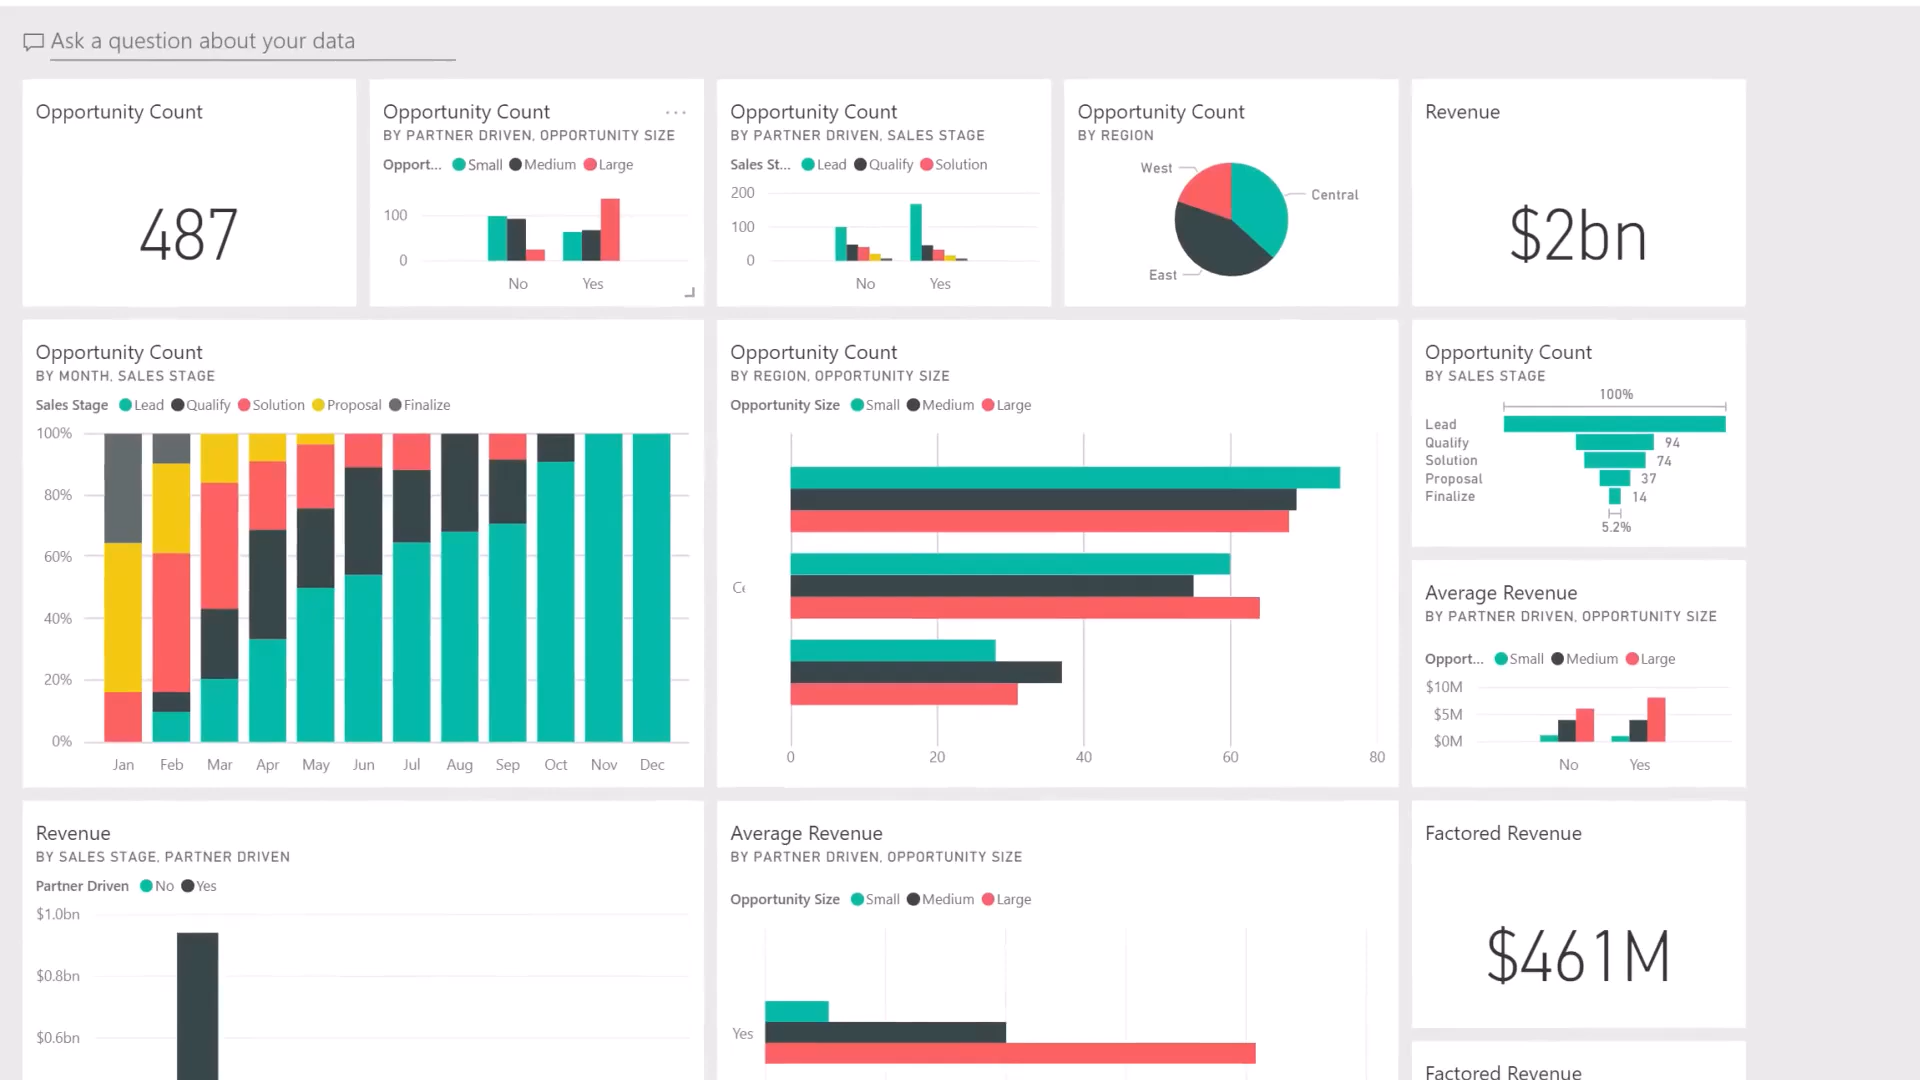 Ask a question about your data
Opportunity Count
487
Opportunity Count
BY PARTNER DRIVEN, OPPORTUNITY SIZE
Opport... Small Medium Large
100
0
No Yes
Opportunity Count
BY PARTNER DRIVEN, SALES STAGE
Sales St... Lead Qualify Solution
200
100
0
No Yes
Opportunity Count
BY REGION
West
Central
East
Revenue
$2bn
Opportunity Count
BY MONTH, SALES STAGE
Sales Stage Lead Qualify Solution Proposal Finalize
100%
80%
60%
40%
20%
0%
Jan Feb Mar Apr May Jun Jul Aug Sep Oct Nov Dec
Opportunity Count
BY REGION, OPPORTUNITY SIZE
Opportunity Size Small Medium Large
0 20 40 60 80
Opportunity Count
BY SALES STAGE
100%
Lead
Qualify 94
Solution 74
Proposal 37
Finalize 14
5.2%
Average Revenue
BY PARTNER DRIVEN, OPPORTUNITY SIZE
Opport... Small Medium Large
$10M
$5M
$0M
No Yes
Revenue
BY SALES STAGE, PARTNER DRIVEN
Partner Driven No Yes
$1.0bn
$0.8bn
$0.6bn
Average Revenue
BY PARTNER DRIVEN, OPPORTUNITY SIZE
Opportunity Size Small Medium Large
Yes
Factored Revenue
$461M
Factored Revenue